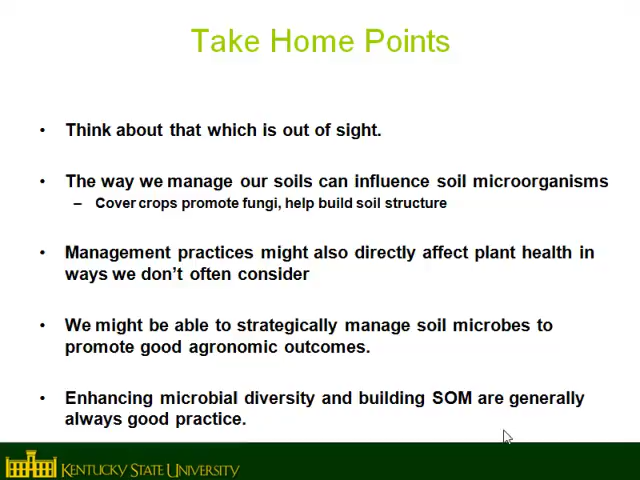 Take Home Points
• Think about that which is out of sight.
• The way we manage our soils can influence soil microorganisms
– Cover crops promote fungi, help build soil structure
• Management practices might also directly affect plant health in
ways we don’t often consider
• We might be able to strategically manage soil microbes to
promote good agronomic outcomes.
• Enhancing microbial diversity and building SOM are generally
always good practice.
KENTUCKY STATE UNIVERSITY